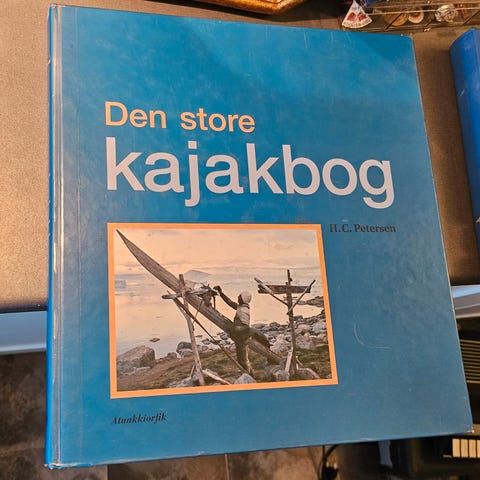 Den store
kajakbog
H.C. Petersen
Atuakkiorfik